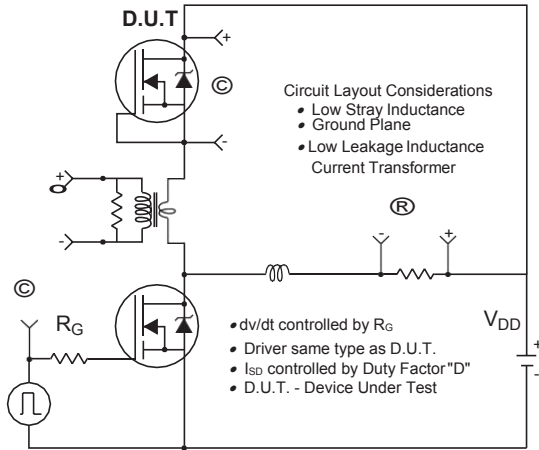 D.U.T
+
©
-
Circuit Layout Considerations
• Low Stray Inductance
• Ground Plane
• Low Leakage Inductance
Current Transformer
+
-
®
-
+
©
RG
• dv/dt controlled by RG
• Driver same type as D.U.T.
• ISD controlled by Duty Factor "D"
• D.U.T. - Device Under Test
VDD
+
-